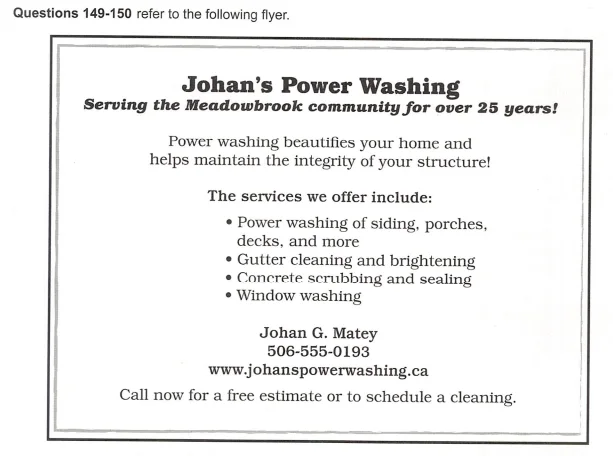 Questions 149-150 refer to the following flyer.
Johan's Power Washing
Serving the Meadowbrook community for over 25 years!
Power washing beautifies your home and
helps maintain the integrity of your structure!
The services we offer include:
• Power washing of siding, porches,
decks, and more
• Gutter cleaning and brightening
• Concrete scrubbing and sealing
• Window washing
Johan G. Matey
506-555-0193
www.johanspowerwashing.ca
Call now for a free estimate or to schedule a cleaning.